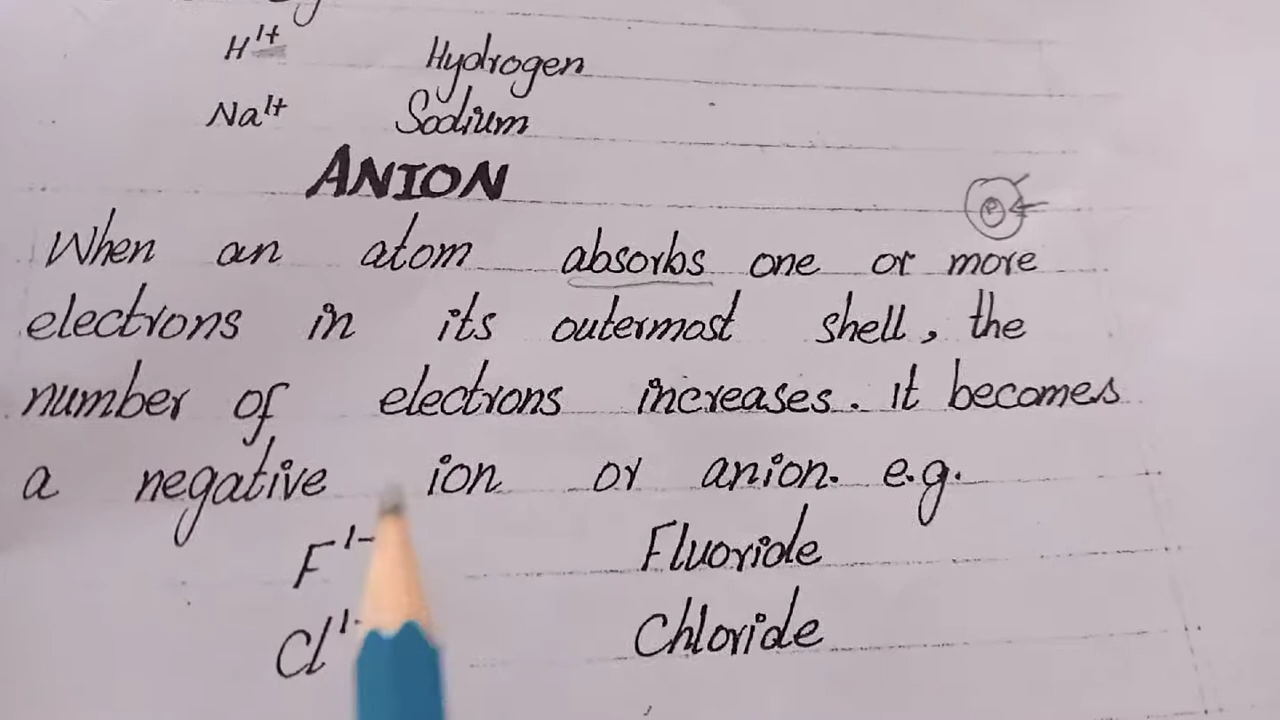 H¹⁺ Hydrogen
Na¹⁺ Sodium
ANION
When an atom absorbs one or more
electrons in its outermost shell, the
number of electrons increases. it becomes
a negative ion or anion. e.g.
F¹⁻ Fluoride
Cl¹⁻ Chloride